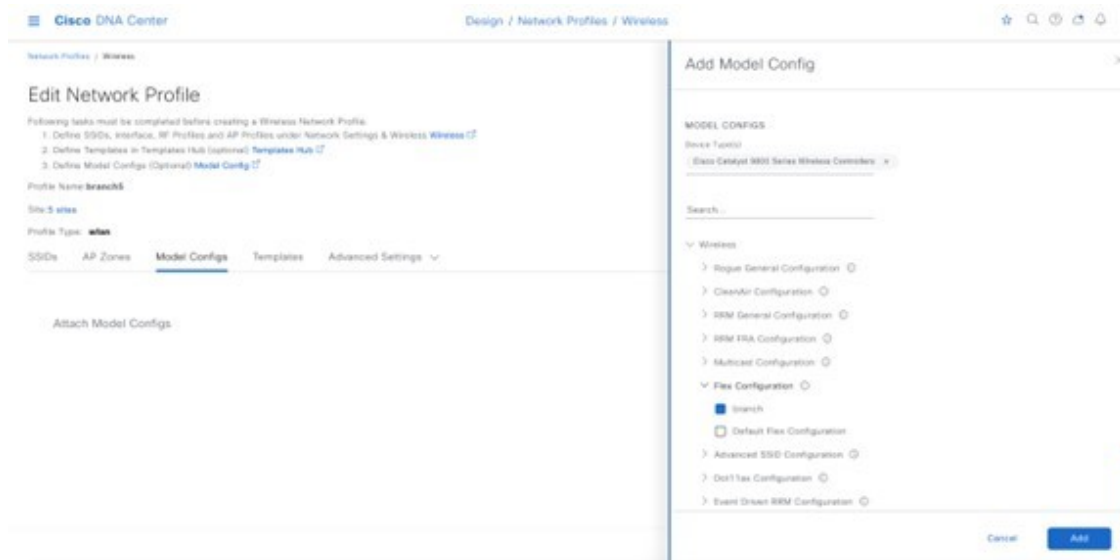 Cisco DNA Center
Design / Network Profiles / Wireless
Network Profiles / Wireless
Edit Network Profile
Following tasks must be completed before creating a Wireless Network Profile.
1. Define SSIDs, Interface, RF Profiles and AP Profiles under Network Settings & Wireless Wireless
2. Define Templates in Templates Hub (optional) Templates Hub
3. Define Model Configs (Optional) Model Config
Profile Name:branch5
Site:5 sites
Profile Type: wlan
SSIDs AP Zones Model Configs Templates Advanced Settings
Attach Model Configs
Add Model Config
MODEL CONFIGS
Device Type(s)
Cisco Catalyst 9800 Series Wireless Controllers ×
Search...
Wireless
Rogue General Configuration
CleanAir Configuration
RRM General Configuration
RRM FRA Configuration
Multicast Configuration
Flex Configuration
branch
Default Flex Configuration
Advanced SSID Configuration
Dot11ax Configuration
Event Driven RRM Configuration
Cancel Add